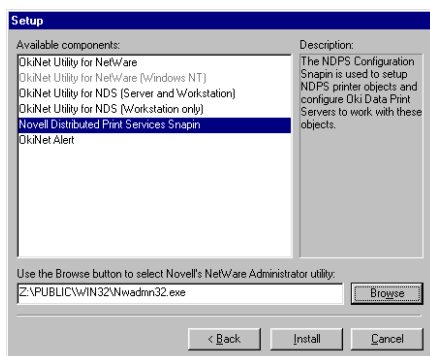 Setup
Available components:
OkiNet Utility for NetWare
OkiNet Utility for NetWare (Windows NT)
OkiNet Utility for NDS (Server and Workstation)
OkiNet Utility for NDS (Workstation only)
Novell Distributed Print Services Snapin
OkiNet Alert
Description:
The NDPS Configuration
Snapin is used to setup
NDPS printer objects and
configure Oki Data Print
Servers to work with these
objects.
Use the Browse button to select Novell's NetWare Administrator utility:
Z:\PUBLIC\WIN32\Nwadmn32.exe
Browse
< Back
Install
Cancel